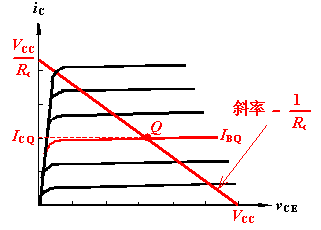 iC
VCC
Rc
ICQ
Q
IBQ
斜率 - 1
Rc
VCC
vCE